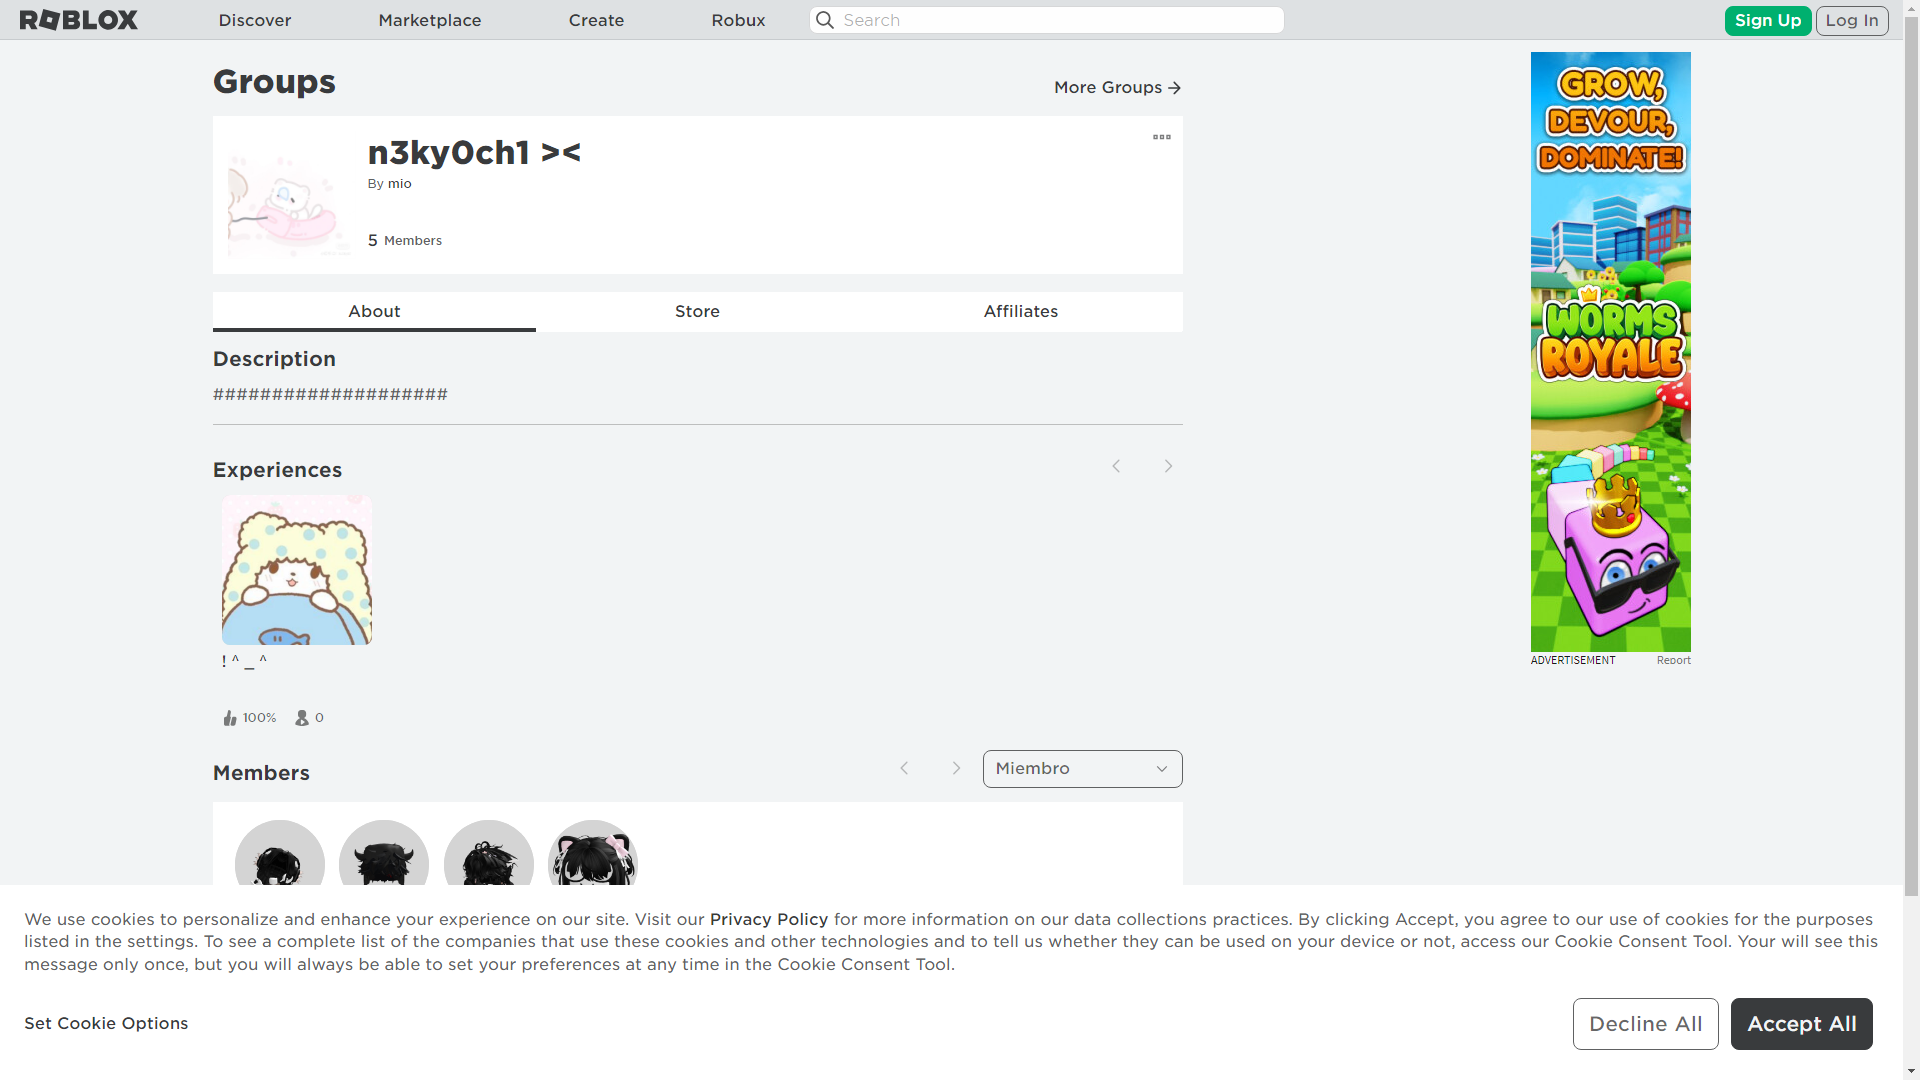 ROBLOX Discover Marketplace Create Robux Search Sign Up Log In
Groups
More Groups
n3ky0ch1 ><
By mio
5 Members
About Store Affiliates
Description
####################
Experiences
! ^ _ ^
100% 0
Members
Miembro
GROW,
DEVOUR,
DOMINATE!
WORMS
ROYALE
ADVERTISEMENT Report
We use cookies to personalize and enhance your experience on our site. Visit our Privacy Policy for more information on our data collections practices. By clicking Accept, you agree to our use of cookies for the purposes
listed in the settings. To see a complete list of the companies that use these cookies and other technologies and to tell us whether they can be used on your device or not, access our Cookie Consent Tool. Your will see this
message only once, but you will always be able to set your preferences at any time in the Cookie Consent Tool.
Set Cookie Options
Decline All
Accept All